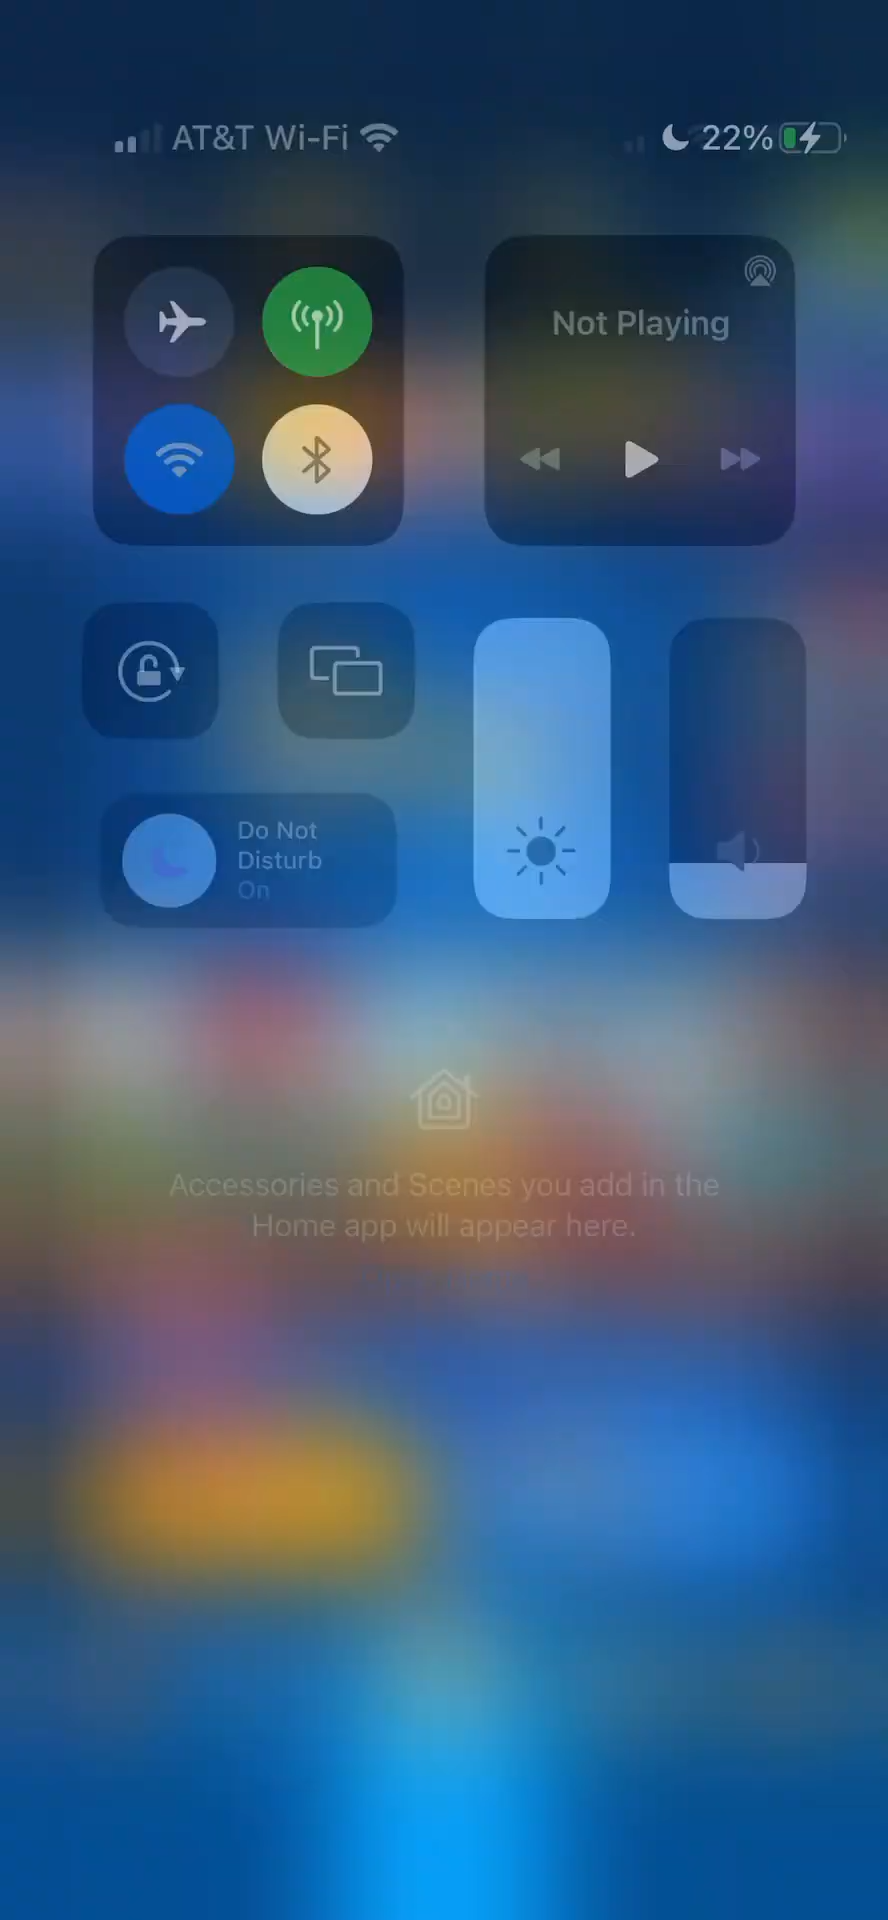 AT&T Wi-Fi 22%
Not Playing
Do Not
Disturb
On
Accessories and Scenes you add in the
Home app will appear here.